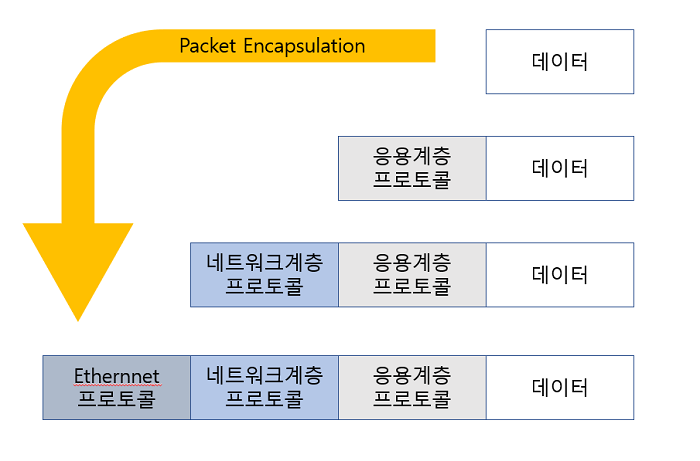 Packet Encapsulation
데이터
응용계층
프로토콜
데이터
네트워크계층
프로토콜
응용계층
프로토콜
데이터
Ethernnet
프로토콜
네트워크계층
프로토콜
응용계층
프로토콜
데이터